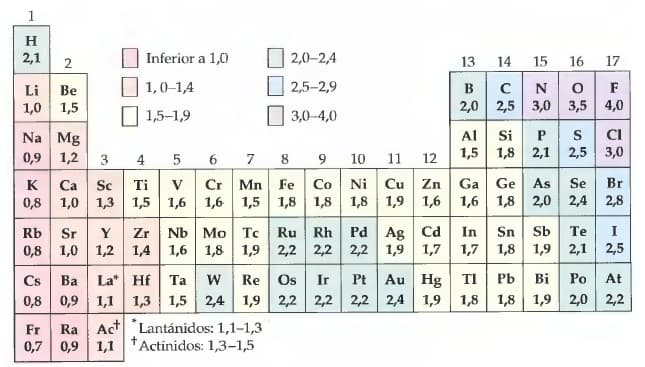 1
H
2,1
2
Inferior a 1,0
2,0–2,4
13 14 15 16 17
Li Be
1,0 1,5
1,0–1,4
2,5–2,9
B C N O F
2,0 2,5 3,0 3,5 4,0
1,5–1,9
3,0–4,0
Na Mg
0,9 1,2
3 4 5 6 7 8 9 10 11 12
Al Si P S Cl
1,5 1,8 2,1 2,5 3,0
K Ca Sc Ti V Cr Mn Fe Co Ni Cu Zn Ga Ge As Se Br
0,8 1,0 1,3 1,5 1,6 1,6 1,5 1,8 1,8 1,8 1,9 1,6 1,6 1,8 2,0 2,4 2,8
Rb Sr Y Zr Nb Mo Tc Ru Rh Pd Ag Cd In Sn Sb Te I
0,8 1,0 1,2 1,4 1,6 1,8 1,9 2,2 2,2 2,2 1,9 1,7 1,7 1,8 1,9 2,1 2,5
Cs Ba La* Hf Ta W Re Os Ir Pt Au Hg Tl Pb Bi Po At
0,8 0,9 1,1 1,3 1,5 2,4 1,9 2,2 2,2 2,2 2,4 1,9 1,8 1,8 1,9 2,0 2,2
Fr Ra Ac†
0,7 0,9 1,1
*Lantánidos: 1,1–1,3
†Actínidos: 1,3–1,5